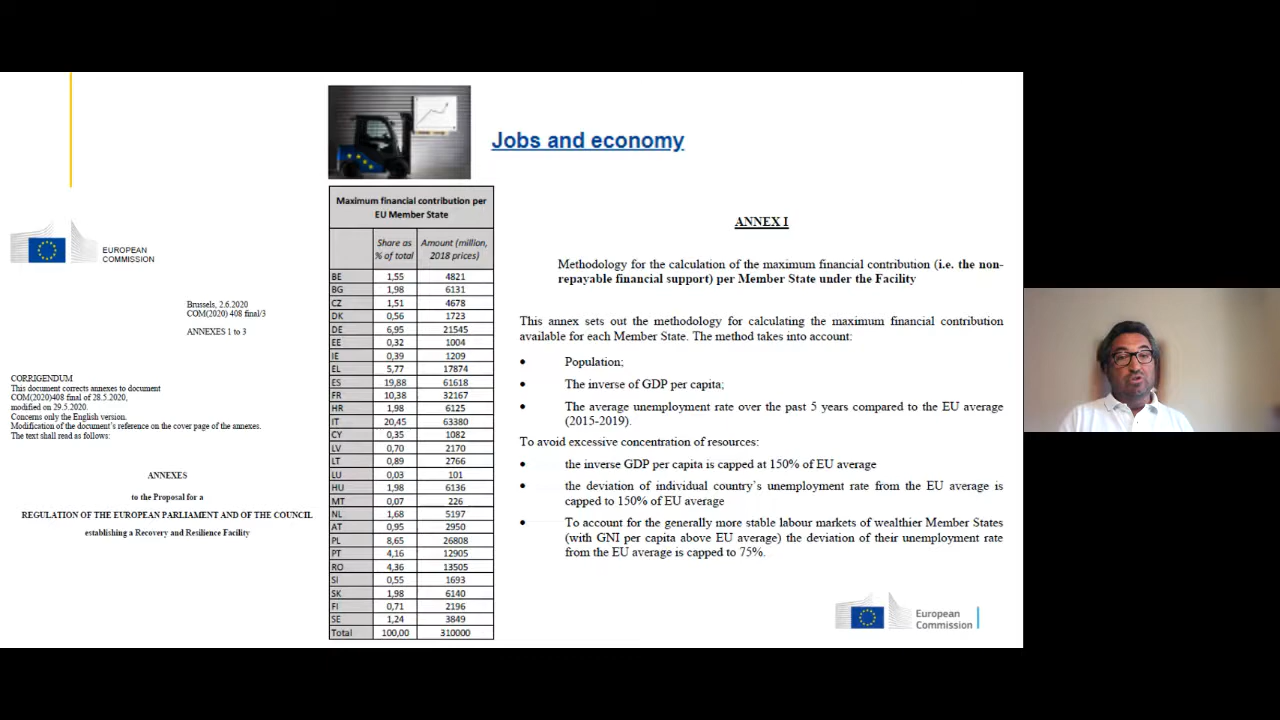 Jobs and economy
EUROPEAN
COMMISSION
Brussels, 2.6.2020
COM(2020) 408 final/3
ANNEXES 1 to 3
CORRIGENDUM
This document corrects annexes to document
COM(2020)408 final of 28.5.2020,
modified on 29.5.2020.
Concerns only the English version.
Modification of the document's reference on the cover page of the annexes.
The text shall read as follows:
ANNEXES
to the Proposal for a
REGULATION OF THE EUROPEAN PARLIAMENT AND OF THE COUNCIL
establishing a Recovery and Resilience Facility
Maximum financial contribution per
EU Member State
Share as % of total Amount (million, 2018 prices)
BE 1,55 4821
BG 1,98 6131
CZ 1,51 4678
DK 0,56 1723
DE 6,95 21545
EE 0,32 1004
IE 0,39 1209
EL 5,77 17874
ES 19,88 61618
FR 10,38 32167
HR 1,98 6125
IT 20,45 63380
CY 0,35 1082
LV 0,70 2170
LT 0,89 2766
LU 0,03 101
HU 1,98 6136
MT 0,07 226
NL 1,68 5197
AT 0,95 2950
PL 8,65 26808
PT 4,16 12905
RO 4,36 13505
SI 0,55 1693
SK 1,98 6140
FI 0,71 2196
SE 1,24 3849
Total 100,00 310000
ANNEX I
Methodology for the calculation of the maximum financial contribution (i.e. the non-
repayable financial support) per Member State under the Facility
This annex sets out the methodology for calculating the maximum financial contribution
available for each Member State. The method takes into account:
• Population;
• The inverse of GDP per capita;
• The average unemployment rate over the past 5 years compared to the EU average
(2015-2019).
To avoid excessive concentration of resources:
• the inverse GDP per capita is capped at 150% of EU average
• the deviation of individual country's unemployment rate from the EU average is
capped to 150% of EU average
• To account for the generally more stable labour markets of wealthier Member States
(with GNI per capita above EU average) the deviation of their unemployment rate
from the EU average is capped to 75%.
European
Commission